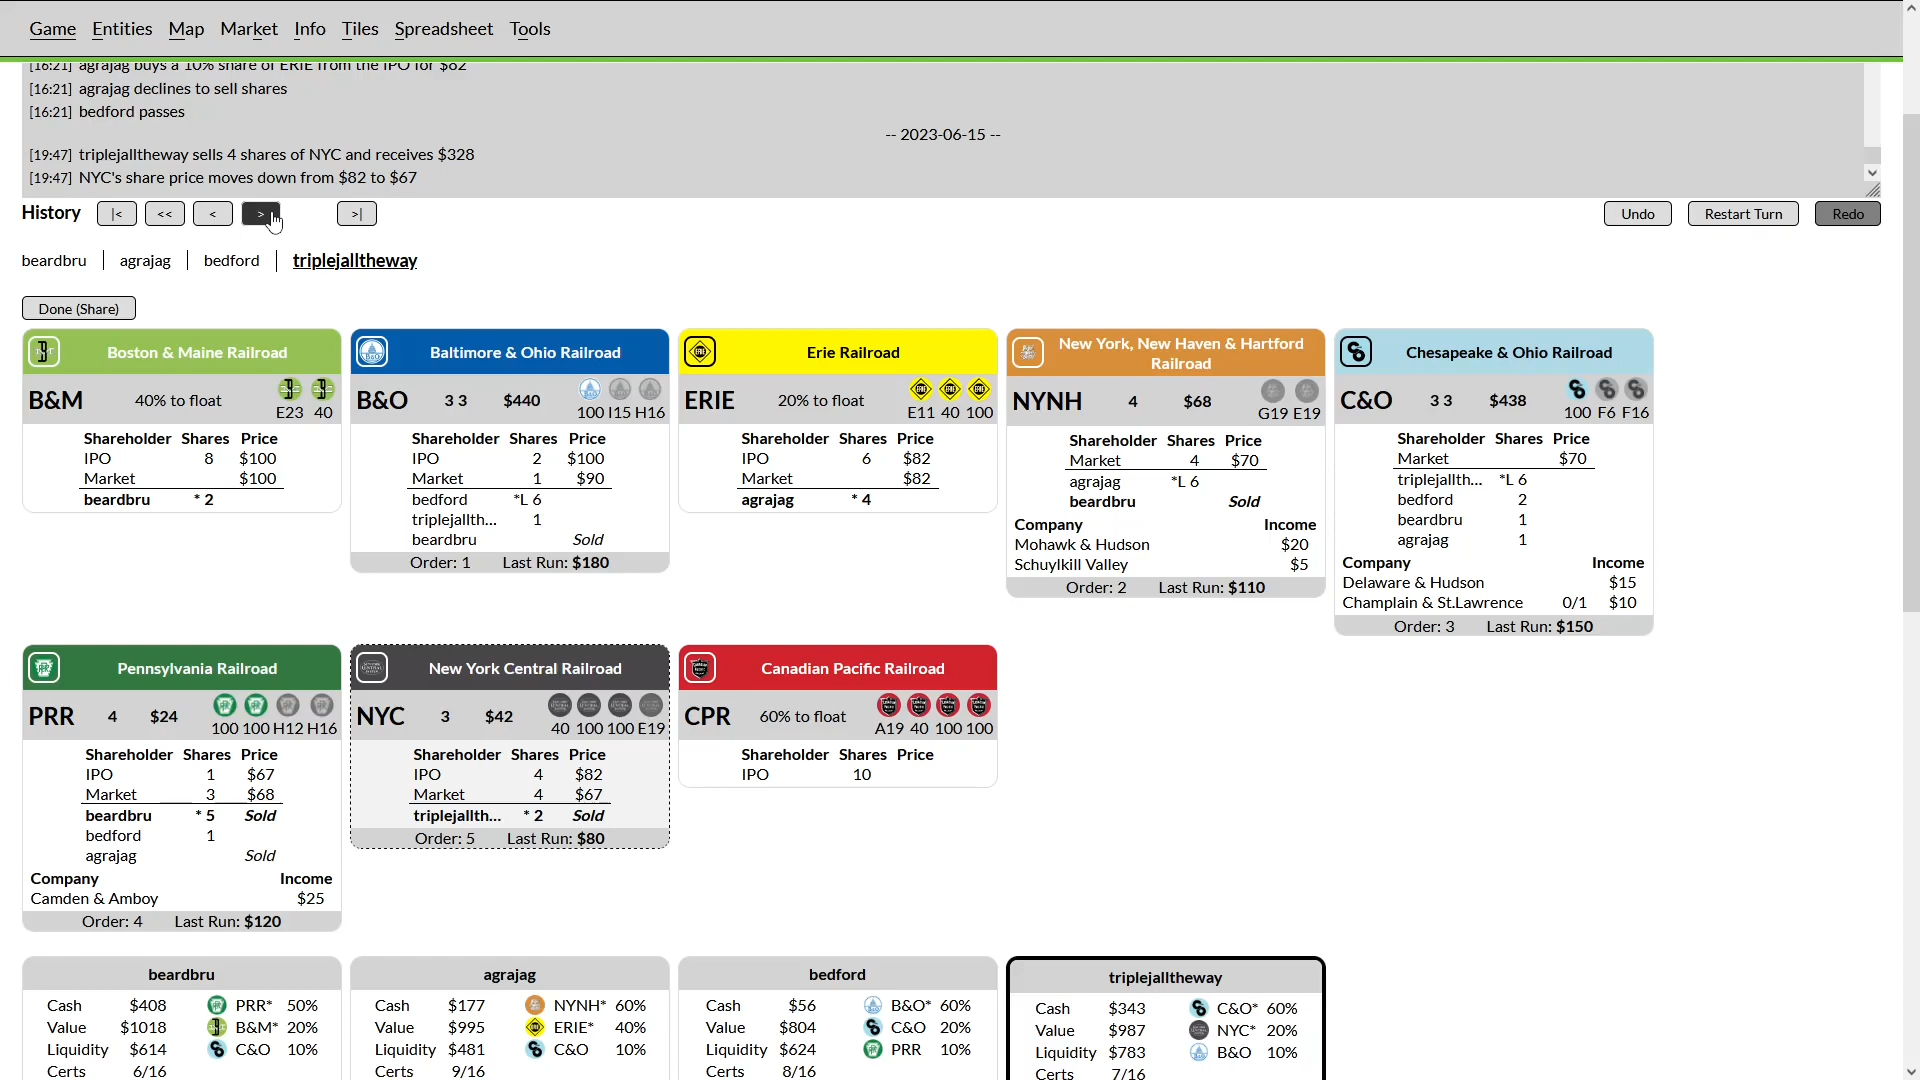 Game Entities Map Market Info Tiles Spreadsheet Tools
[16:21] agrajag buys a 10% share of ERIE from the IPO for $82
[16:21] agrajag declines to sell shares
[16:21] bedford passes
-- 2023-06-15 --
[19:47] triplejalltheway sells 4 shares of NYC and receives $328
[19:47] NYC's share price moves down from $82 to $67
History |< << < > >| Undo Restart Turn Redo
beardbru agrajag bedford triplejalltheway
Done (Share)
Boston & Maine Railroad
B&M 40% to float E23 40
Shareholder Shares Price
IPO 8 $100
Market $100
beardbru * 2
Baltimore & Ohio Railroad
B&O 3 3 $440 100 I15 H16
Shareholder Shares Price
IPO 2 $100
Market 1 $90
bedford *L 6
triplejallth... 1
beardbru Sold
Order: 1 Last Run: $180
Erie Railroad
ERIE 20% to float E11 40 100
Shareholder Shares Price
IPO 6 $82
Market $82
agrajag * 4
New York, New Haven & Hartford
Railroad
NYNH 4 $68 G19 E19
Shareholder Shares Price
Market 4 $70
agrajag *L 6
beardbru Sold
Company Income
Mohawk & Hudson $20
Schuylkill Valley $5
Order: 2 Last Run: $110
Chesapeake & Ohio Railroad
C&O 3 3 $438 100 F6 F16
Shareholder Shares Price
Market $70
triplejallth... *L 6
bedford 2
beardbru 1
agrajag 1
Company Income
Delaware & Hudson $15
Champlain & St.Lawrence 0/1 $10
Order: 3 Last Run: $150
Pennsylvania Railroad
PRR 4 $24 100 100 H12 H16
Shareholder Shares Price
IPO 1 $67
Market 3 $68
beardbru * 5 Sold
bedford 1
agrajag Sold
Company Income
Camden & Amboy $25
Order: 4 Last Run: $120
New York Central Railroad
NYC 3 $42 40 100 100 E19
Shareholder Shares Price
IPO 4 $82
Market 4 $67
triplejallth... * 2 Sold
Order: 5 Last Run: $80
Canadian Pacific Railroad
CPR 60% to float A19 40 100 100
Shareholder Shares Price
IPO 10
beardbru
Cash $408 PRR* 50%
Value $1018 B&M* 20%
Liquidity $614 C&O 10%
Certs 6/16
agrajag
Cash $177 NYNH* 60%
Value $995 ERIE* 40%
Liquidity $481 C&O 10%
Certs 9/16
bedford
Cash $56 B&O* 60%
Value $804 C&O 20%
Liquidity $624 PRR 10%
Certs 8/16
triplejalltheway
Cash $343 C&O* 60%
Value $987 NYC* 20%
Liquidity $783 B&O 10%
Certs 7/16